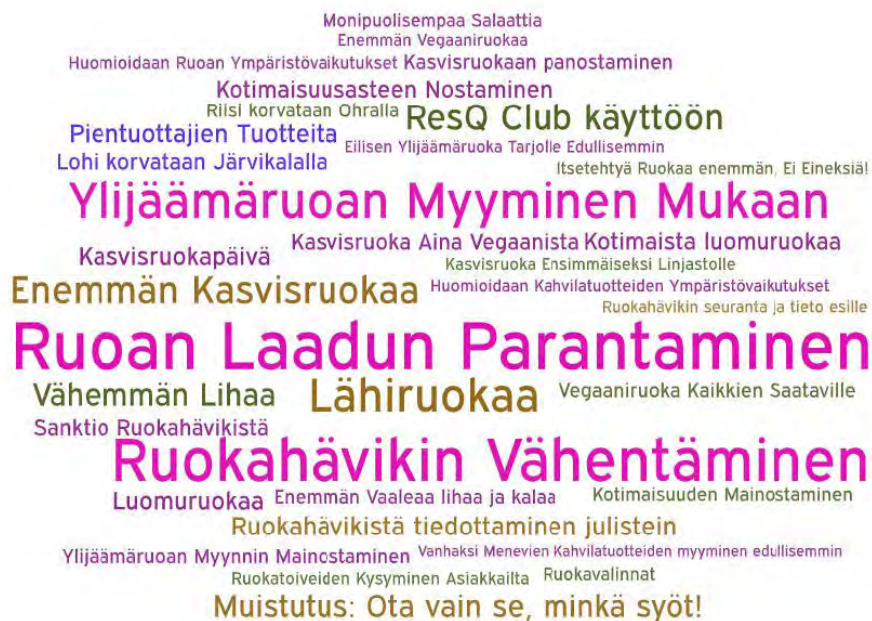 Monipuolisempaa Salaattia
Enemmän Vegaaniruokaa
Huomioidaan Ruoan Ympäristövaikutukset Kasvisruokaan panostaminen
Kotimaisuusasteen Nostaminen
Riisi korvataan Ohralla ResQ Club käyttöön
Pientuottajien Tuotteita Eilisen Ylijäämäruoka Tarjolle Edullisemmin
Lohi korvataan Järvikalalla Itsetehtyä Ruokaa enemmän, Ei Eineksiä!
Ylijäämäruoan Myyminen Mukaan
Kasvisruokapäivä Kasvisruoka Aina Vegaanista Kotimaista luomuruokaa
Kasvisruoka Ensimmäiseksi Linjastolle
Enemmän Kasvisruokaa Huomioidaan Kahvilatuotteiden Ympäristövaikutukset
Ruokahävikin seuranta ja tieto esille
Ruoan Laadun Parantaminen
Vähemmän Lihaa Lähiruokaa Vegaaniruoka Kaikkien Saataville
Sanktio Ruokahävikistä
Ruokahävikin Vähentäminen
Luomuruokaa Enemmän Vaaleaa lihaa ja kalaa Kotimaisuuden Mainostaminen
Ruokahävikistä tiedottaminen julistein
Ylijäämäruoan Myynnin Mainostaminen Vanhaksi Menevien Kahvilatuotteiden myyminen edullisemmin
Ruokatoiveiden Kysyminen Asiakkailta Ruokavalinnat
Muistutus: Ota vain se, minkä syöt!